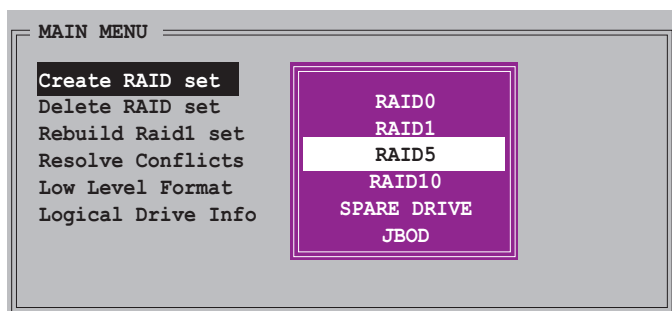 MAIN MENU
Create RAID set
Delete RAID set
Rebuild Raid1 set
Resolve Conflicts
Low Level Format
Logical Drive Info
RAID0
RAID1
RAID5
RAID10
SPARE DRIVE
JBOD